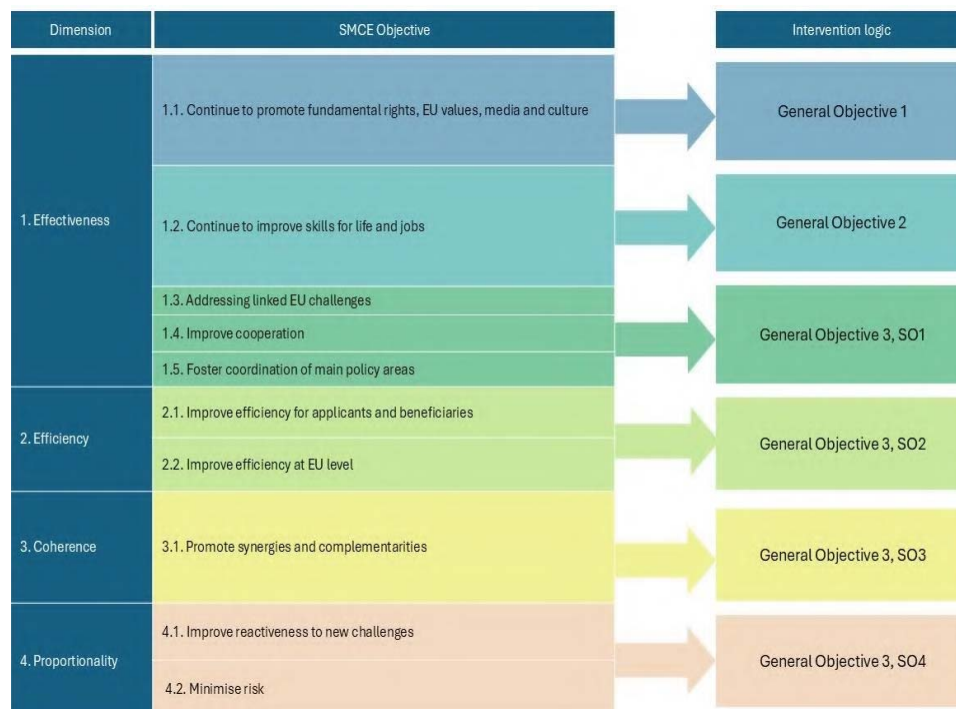 Dimension
SMCE Objective
Intervention logic
1. Effectiveness
1.1. Continue to promote fundamental rights, EU values, media and culture
General Objective 1
1.2. Continue to improve skills for life and jobs
General Objective 2
1.3. Addressing linked EU challenges
1.4. Improve cooperation
1.5. Foster coordination of main policy areas
General Objective 3, SO1
2. Efficiency
2.1. Improve efficiency for applicants and beneficiaries
2.2. Improve efficiency at EU level
General Objective 3, SO2
3. Coherence
3.1. Promote synergies and complementarities
General Objective 3, SO3
4. Proportionality
4.1. Improve reactiveness to new challenges
4.2. Minimise risk
General Objective 3, SO4